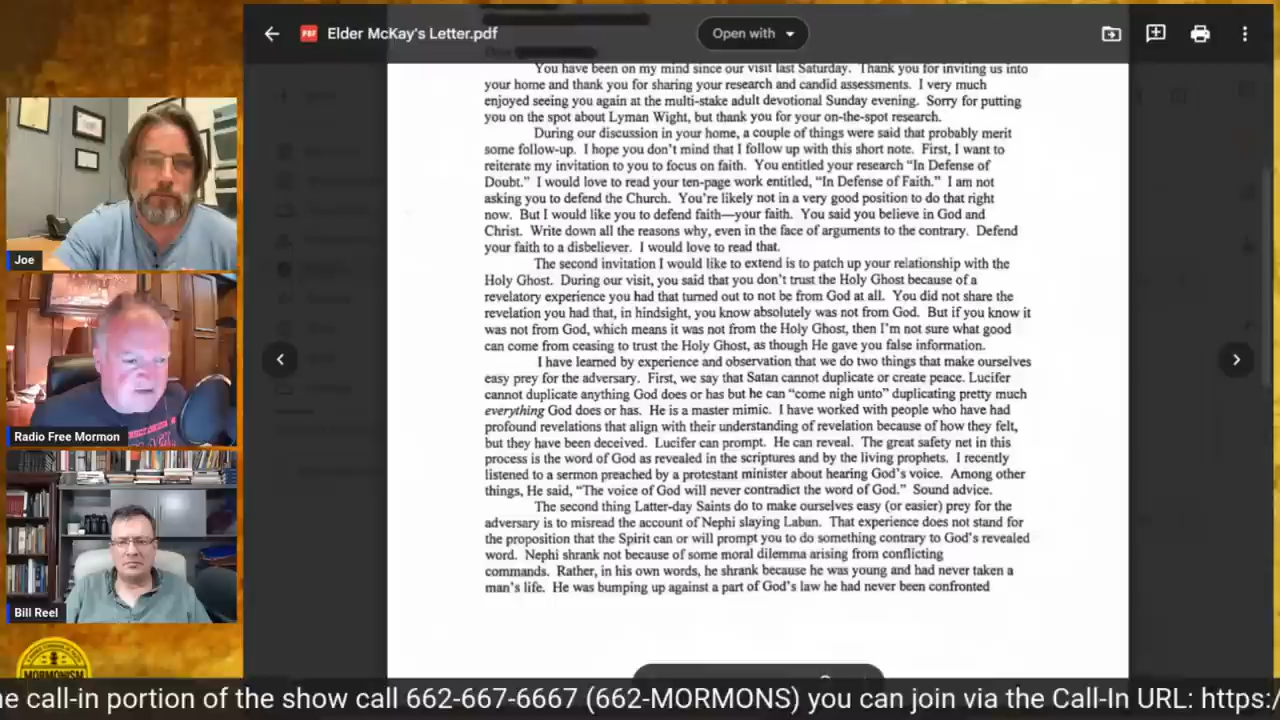 Elder McKay's Letter.pdf
Open with
You have been on my mind since our visit last Saturday. Thank you for inviting us into
your home and thank you for sharing your research and candid assessments. I very much
enjoyed seeing you again at the multi-stake adult devotional Sunday evening. Sorry for putting
you on the spot about Lyman Wight, but thank you for your on-the-spot research.
During our discussion in your home, a couple of things were said that probably merit
some follow-up. I hope you don't mind that I follow up with this short note. First, I want to
reiterate my invitation to you to focus on faith. You entitled your research "In Defense of
Doubt." I would love to read your ten-page work entitled, "In Defense of Faith." I am not
asking you to defend the Church. You're likely not in a very good position to do that right
now. But I would like you to defend faith—your faith. You said you believe in God and
Christ. Write down all the reasons why, even in the face of arguments to the contrary. Defend
your faith to a disbeliever. I would love to read that.
The second invitation I would like to extend is to patch up your relationship with the
Holy Ghost. During our visit, you said that you don't trust the Holy Ghost because of a
revelatory experience you had that turned out to not be from God at all. You did not share the
revelation you had that, in hindsight, you know absolutely was not from God. But if you know it
was not from God, which means it was not from the Holy Ghost, then I'm not sure what good
can come from ceasing to trust the Holy Ghost, as though He gave you false information.
I have learned by experience and observation that we do two things that make ourselves
easy prey for the adversary. First, we say that Satan cannot duplicate or create peace. Lucifer
cannot duplicate anything God does or has but he can "come nigh unto" duplicating pretty much
everything God does or has. He is a master mimic. I have worked with people who have had
profound revelations that align with their understanding of revelation because of how they felt,
but they have been deceived. Lucifer can prompt. He can reveal. The great safety net in this
process is the word of God as revealed in the scriptures and by the living prophets. I recently
listened to a sermon preached by a protestant minister about hearing God's voice. Among other
things, He said, "The voice of God will never contradict the word of God." Sound advice.
The second thing Latter-day Saints do to make ourselves easy (or easier) prey for the
adversary is to misread the account of Nephi slaying Laban. That experience does not stand for
the proposition that the Spirit can or will prompt you to do something contrary to God's revealed
word. Nephi shrank not because of some moral dilemma arising from conflicting
commands. Rather, in his own words, he shrank because he was young and had never taken a
man's life. He was bumping up against a part of God's law he had never been confronted
Joe
Radio Free Mormon
Bill Reel
MORMONISM
call-in portion of the show call 662-667-6667 (662-MORMONS) you can join via the Call-In URL: https:/